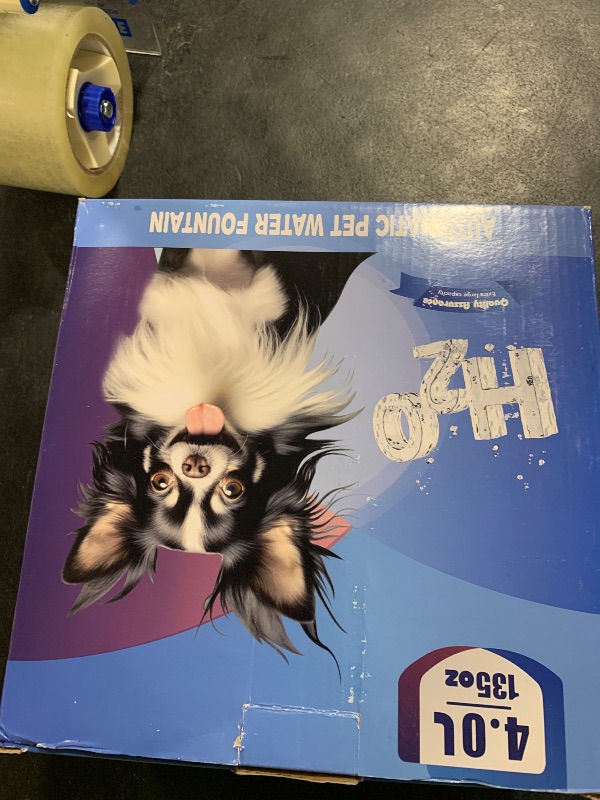 4.0L
135oz
H2O
Quality Assurance
Extra large capacity
AUTOMATIC PET WATER FOUNTAIN